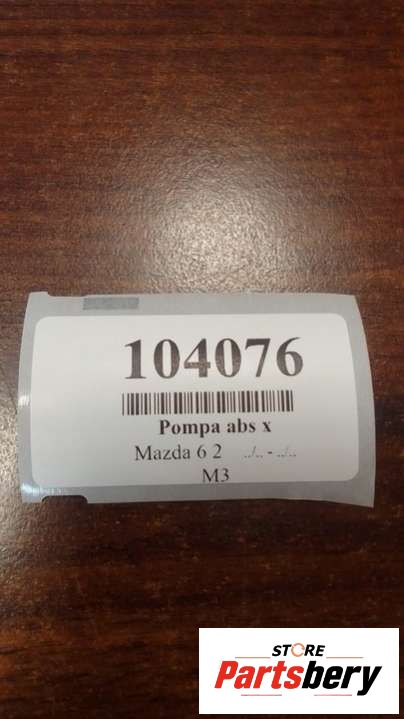 104076
Pompa abs x
Mazda 6 2 ../.. - ../..
M3
STORE
Partsbery